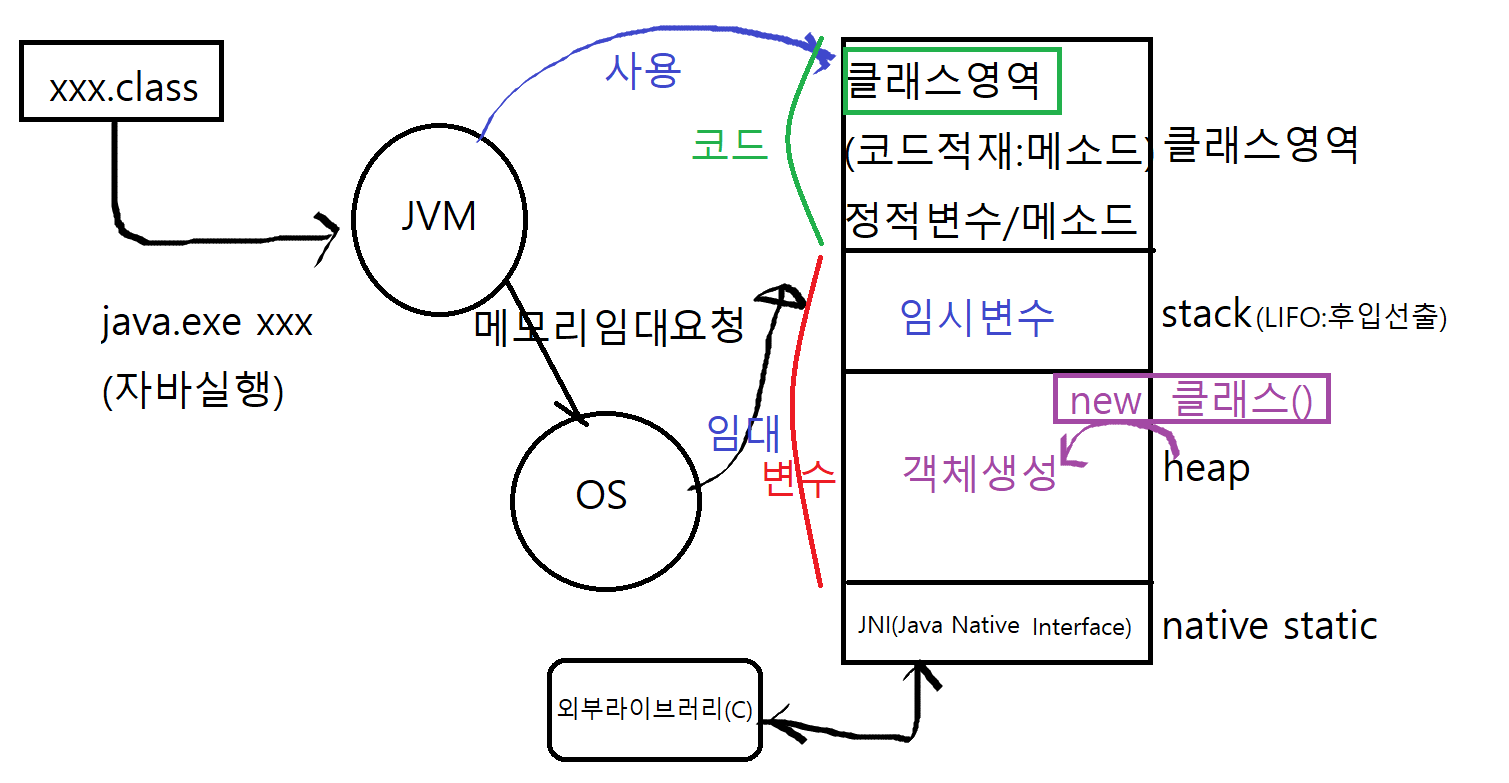 xxx.class
java.exe xxx
(자바실행)
JVM
사용
메모리임대요청
OS
임대
코드
변수
클래스영역
(코드적재:메소드)
정적변수/메소드
클래스영역
임시변수
stack(LIFO:후입선출)
new 클래스()
객체생성
heap
JNI(Java Native Interface)
native static
외부라이브러리(C)